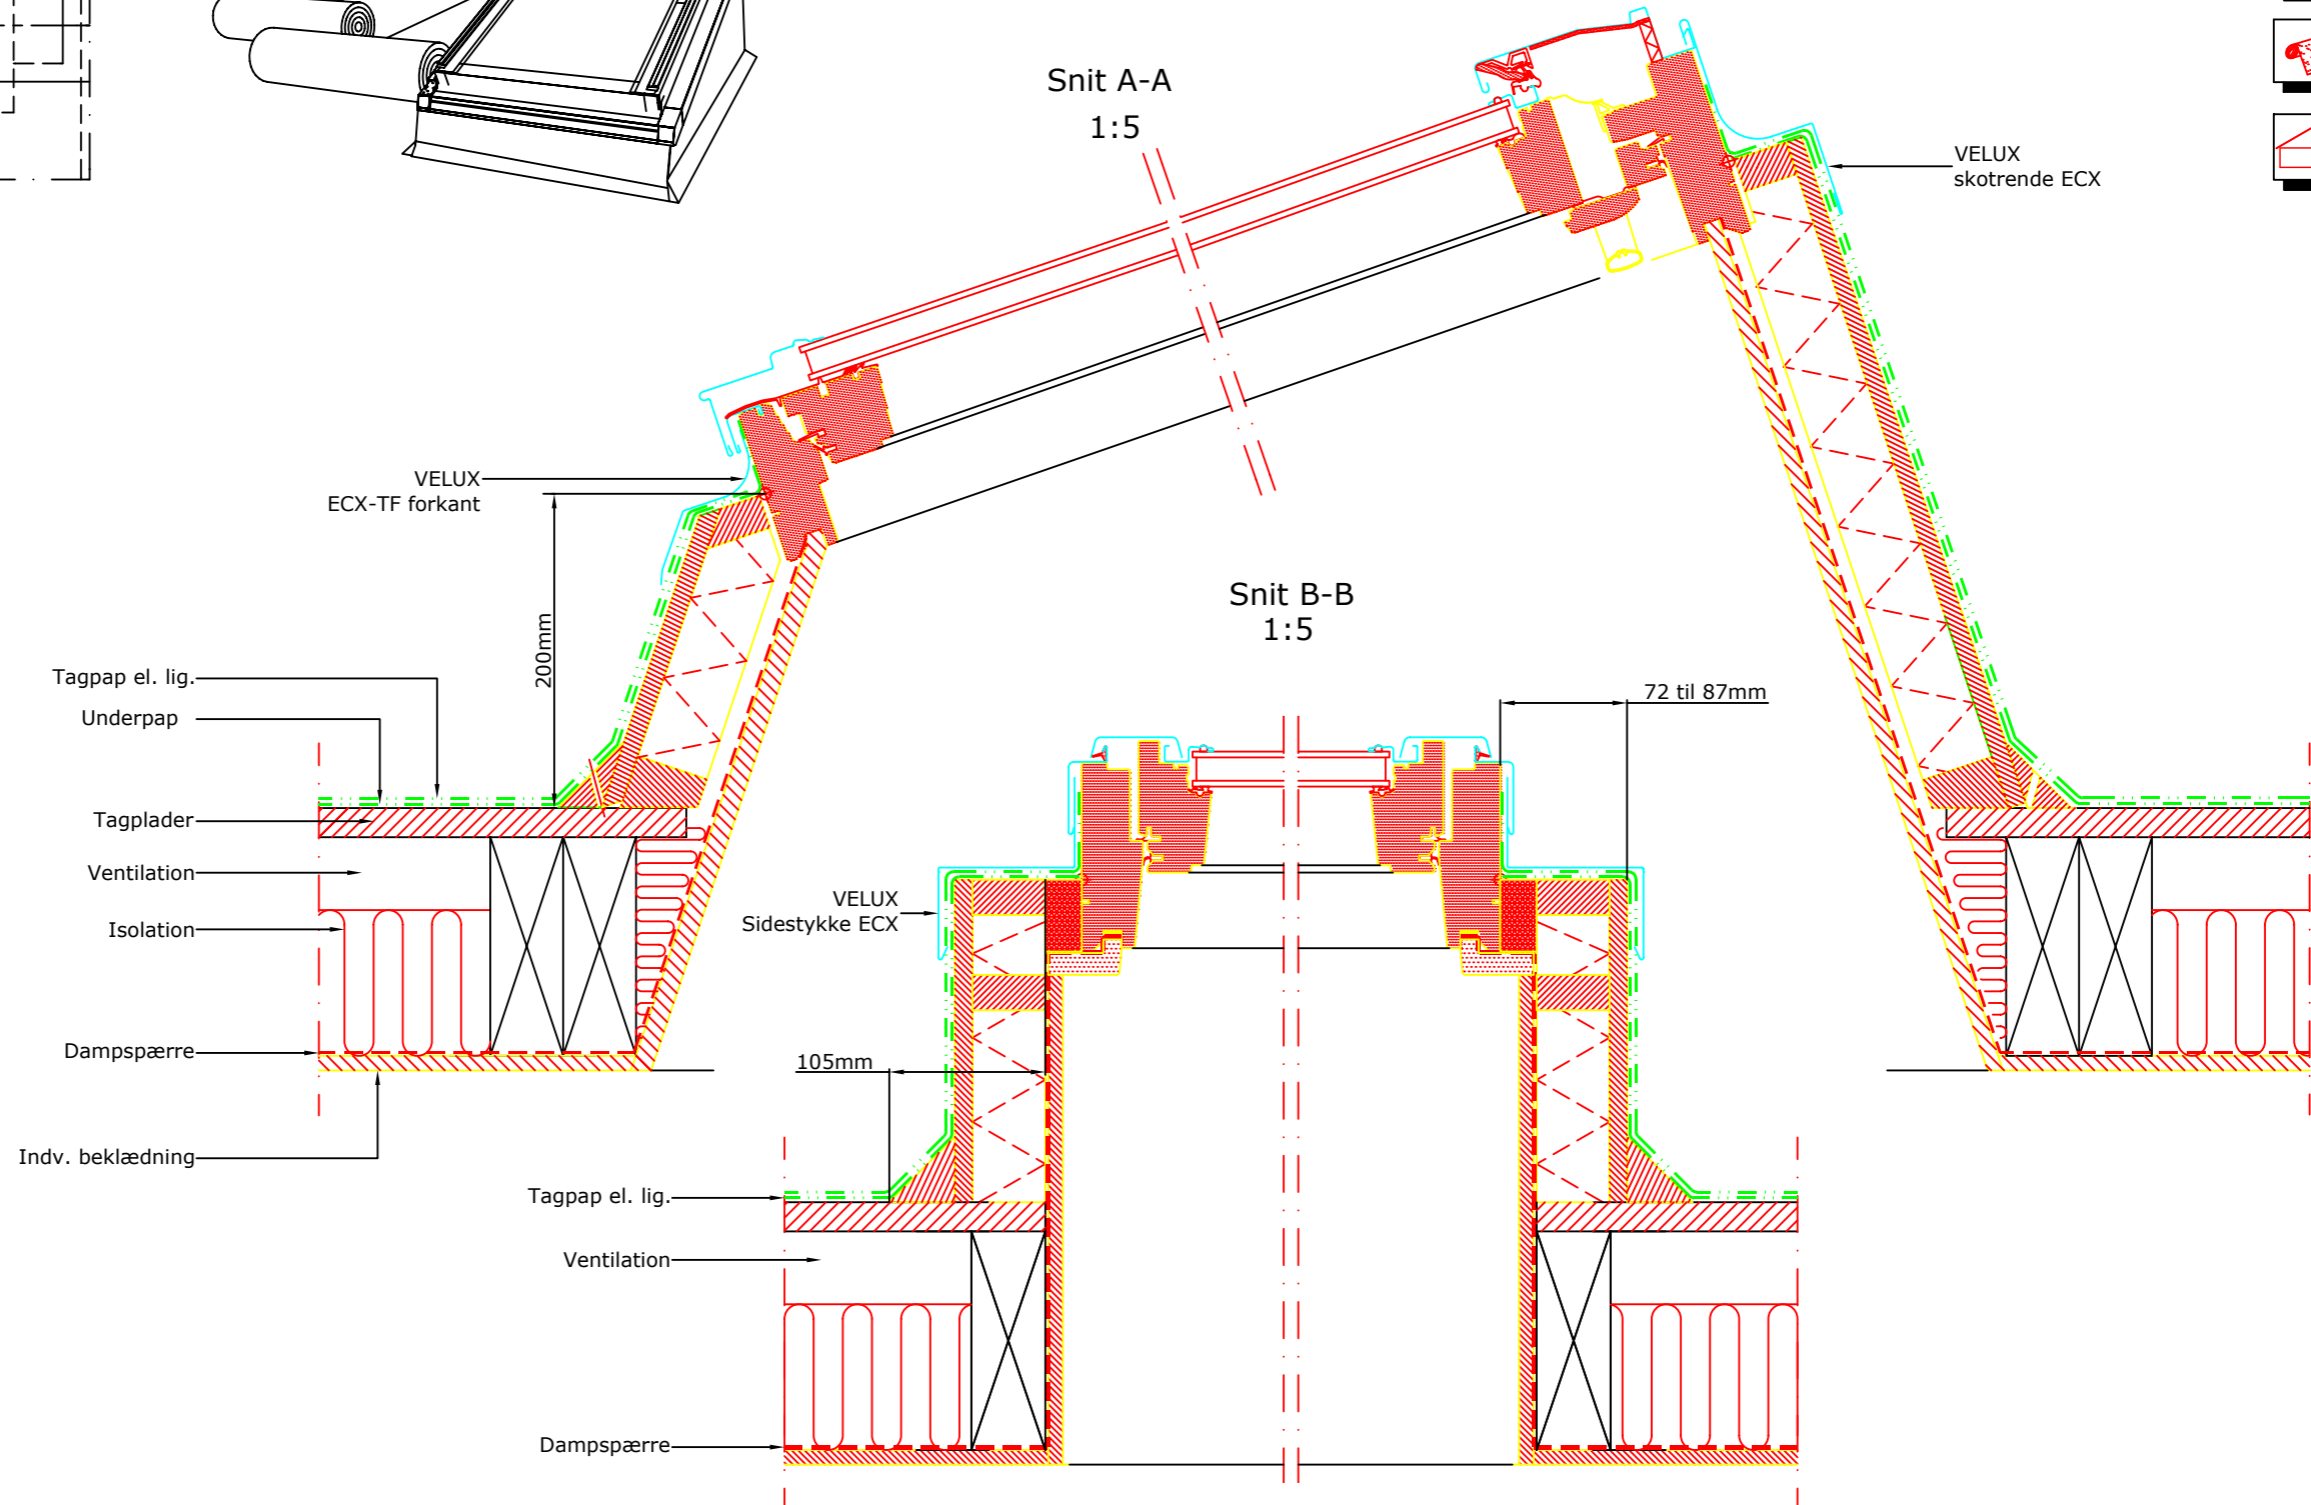 Snit A-A
1:5
VELUX
skotrende ECX
VELUX
ECX-TF forkant
200mm
Snit B-B
1:5
Tagpap el. lig.
Underpap
72 til 87mm
Tagplader
Ventilation
VELUX
Sidestykke ECX
Isolation
Dampspærre
105mm
Indv. beklædning
Tagpap el. lig.
Ventilation
Dampspærre